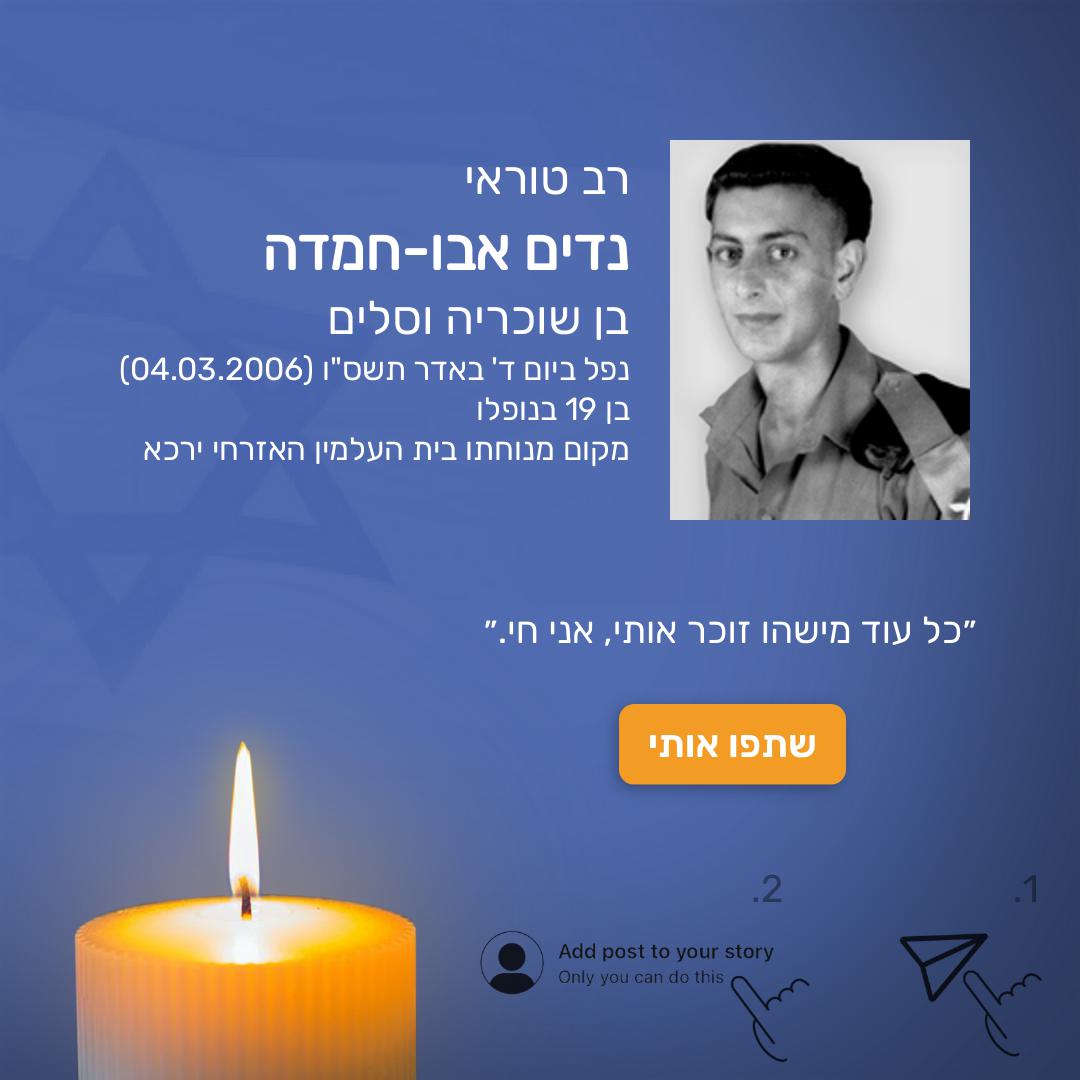 רב טוראי
נדים אבו-חמדה
בן שוכריה וסלים
נפל ביום ד' באדר תשס"ו (04.03.2006)
בן 19 בנופלו
מקום מנוחתו בית העלמין האזרחי ירכא
״כל עוד מישהו זוכר אותי, אני חי.״
שתפו אותי
1.
2.
Add post to your story
Only you can do this